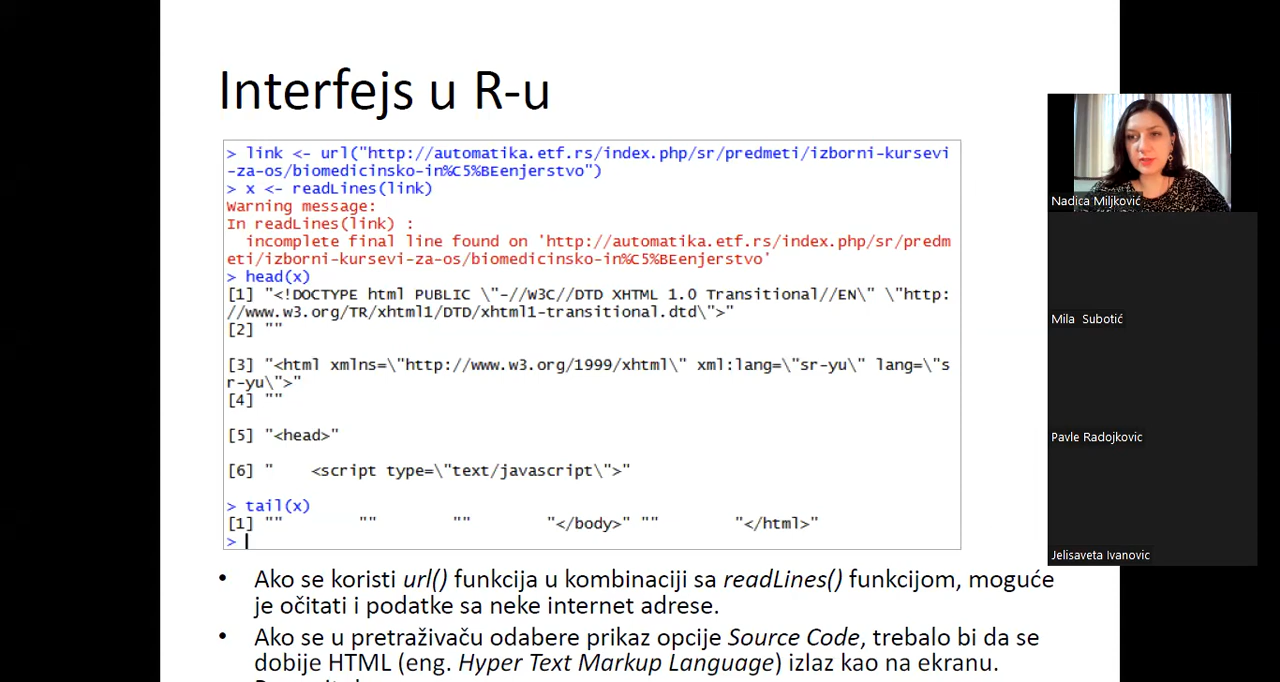 Interfejs u R-u
> link <- url("http://automatika.etf.rs/index.php/sr/predmeti/izborni-kursevi
-za-os/biomedicinsko-in%C5%BEenjerstvo")
> x <- readLines(link)
Warning message:
In readLines(link) :
  incomplete final line found on 'http://automatika.etf.rs/index.php/sr/predm
eti/izborni-kursevi-za-os/biomedicinsko-in%C5%BEenjerstvo'
> head(x)
[1] "<!DOCTYPE html PUBLIC \"-//W3C//DTD XHTML 1.0 Transitional//EN\" \"http:
//www.w3.org/TR/xhtml1/DTD/xhtml1-transitional.dtd\">"
[2] ""
[3] "<html xmlns=\"http://www.w3.org/1999/xhtml\" xml:lang=\"sr-yu\" lang=\"s
r-yu\">"
[4] ""
[5] "<head>"
[6] "    <script type=\"text/javascript\">"
> tail(x)
[1] ""        ""        ""        "</body>" ""        "</html>"
>
• Ako se koristi url() funkcija u kombinaciji sa readLines() funkcijom, moguće
je očitati i podatke sa neke internet adrese.
• Ako se u pretraživaču odabere prikaz opcije Source Code, trebalo bi da se
dobije HTML (eng. Hyper Text Markup Language) izlaz kao na ekranu.
Nadica Miljković
Mila Subotić
Pavle Radojkovic
Jelisaveta Ivanovic